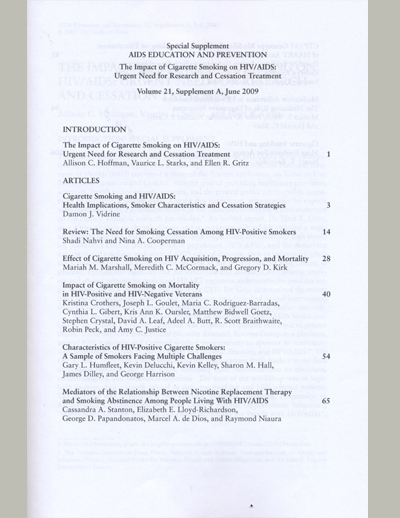 Special Supplement
AIDS EDUCATION AND PREVENTION
The Impact of Cigarette Smoking on HIV/AIDS:
Urgent Need for Research and Cessation Treatment
Volume 21, Supplement A, June 2009
INTRODUCTION
The Impact of Cigarette Smoking on HIV/AIDS:
Urgent Need for Research and Cessation Treatment 1
Allison C. Hoffman, Vaurice L. Starks, and Ellen R. Gritz
ARTICLES
Cigarette Smoking and HIV/AIDS:
Health Implications, Smoker Characteristics and Cessation Strategies 3
Damon J. Vidrine
Review: The Need for Smoking Cessation Among HIV-Positive Smokers 14
Shadi Nahvi and Nina A. Cooperman
Effect of Cigarette Smoking on HIV Acquisition, Progression, and Mortality 28
Mariah M. Marshall, Meredith C. McCormack, and Gregory D. Kirk
Impact of Cigarette Smoking on Mortality
in HIV-Positive and HIV-Negative Veterans 40
Kristina Crothers, Joseph L. Goulet, Maria C. Rodriguez-Barradas,
Cynthia L. Gibert, Kris Ann K. Oursler, Matthew Bidwell Goetz,
Stephen Crystal, David A. Leaf, Adeel A. Butt, R. Scott Braithwaite,
Robin Peck, and Amy C. Justice
Characteristics of HIV-Positive Cigarette Smokers:
A Sample of Smokers Facing Multiple Challenges 54
Gary L. Humfleet, Kevin Delucchi, Kevin Kelley, Sharon M. Hall,
James Dilley, and George Harrison
Mediators of the Relationship Between Nicotine Replacement Therapy
and Smoking Abstinence Among People Living With HIV/AIDS 65
Cassandra A. Stanton, Elizabeth E. Lloyd-Richardson,
George D. Papandonatos, Marcel A. de Dios, and Raymond Niaura